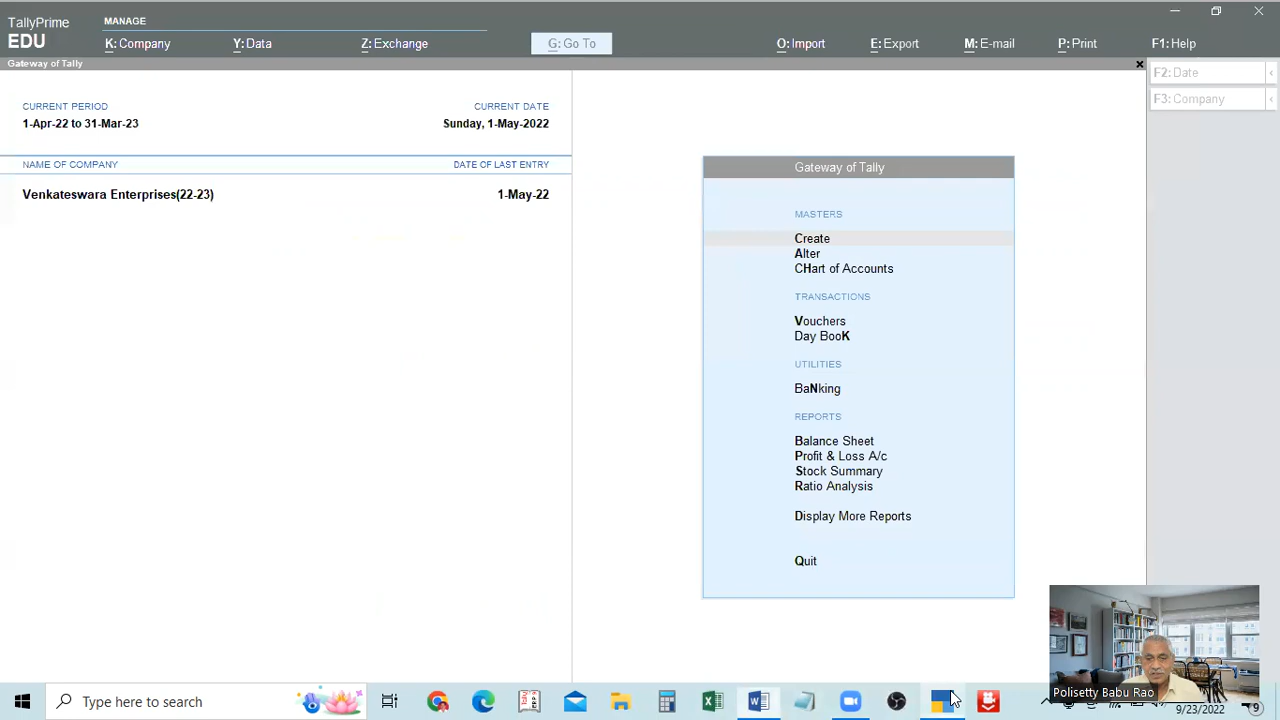 TallyPrime
EDU
MANAGE
K: Company
Y: Data
Z: Exchange
G: Go To
O: Import
E: Export
M: E-mail
P: Print
F1: Help
Gateway of Tally
F2: Date
F3: Company
CURRENT PERIOD
CURRENT DATE
1-Apr-22 to 31-Mar-23
Sunday, 1-May-2022
NAME OF COMPANY
DATE OF LAST ENTRY
Venkateswara Enterprises(22-23)
1-May-22
Gateway of Tally
MASTERS
Create
Alter
CHart of Accounts
TRANSACTIONS
Vouchers
Day BooK
UTILITIES
BaNking
REPORTS
Balance Sheet
Profit & Loss A/c
Stock Summary
Ratio Analysis
Display More Reports
Quit
Polisetty Babu Rao
Type here to search
9/23/2022
9